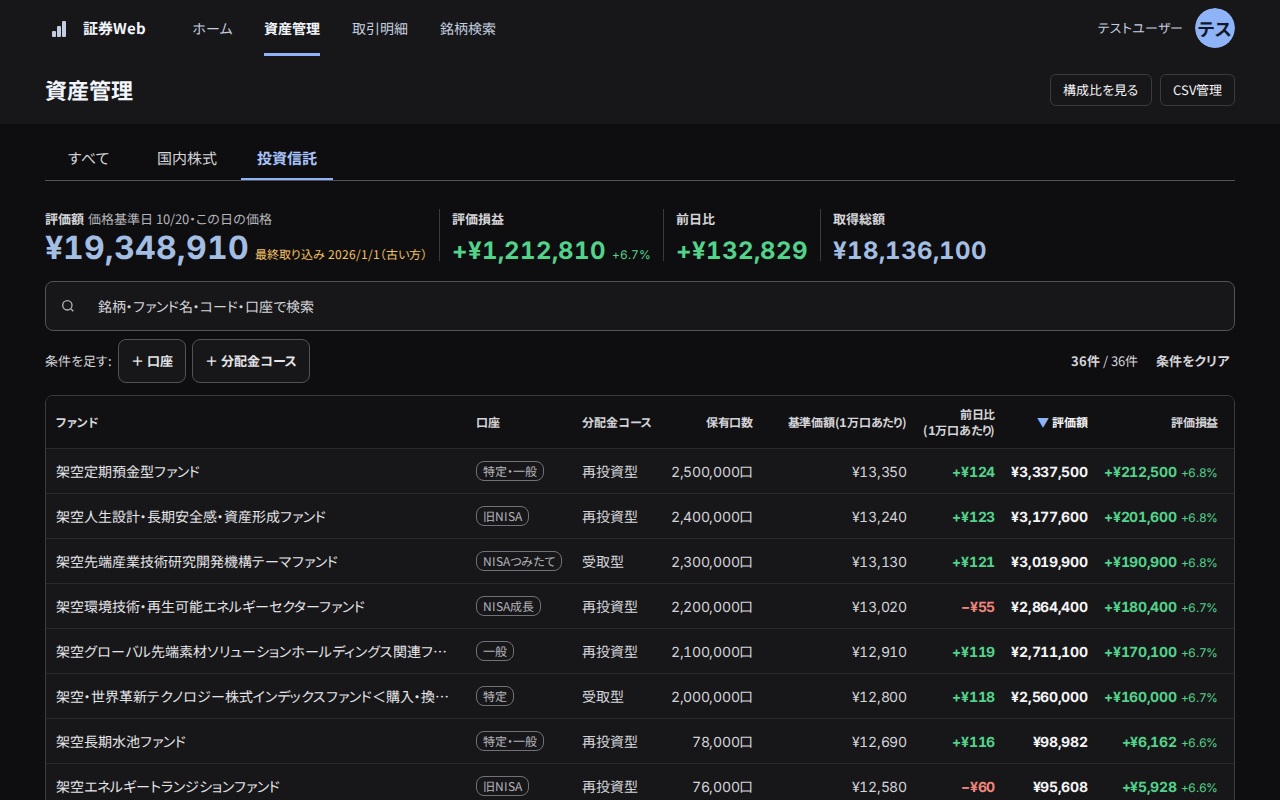 証券Web ホーム 資産管理 取引明細 銘柄検索 テストユーザー テス
資産管理 構成比を見る CSV管理
すべて 国内株式 投資信託
評価額 価格基準日 10/20・この日の価格 評価損益 前日比 取得総額
¥19,348,910 最終取り込み 2026/1/1(古い方) +¥1,212,810 +6.7% +¥132,829 ¥18,136,100
銘柄・ファンド名・コード・口座で検索
条件を足す: + 口座 + 分配金コース 36件 / 36件 条件をクリア
ファンド 口座 分配金コース 保有口数 基準価額(1万口あたり) 前日比 (1万口あたり) ▼ 評価額 評価損益
架空定期預金型ファンド 特定・一般 再投資型 2,500,000口 ¥13,350 +¥124 ¥3,337,500 +¥212,500 +6.8%
架空人生設計・長期安全感・資産形成ファンド 旧NISA 再投資型 2,400,000口 ¥13,240 +¥123 ¥3,177,600 +¥201,600 +6.8%
架空先端産業技術研究開発機構テーマファンド NISAつみたて 受取型 2,300,000口 ¥13,130 +¥121 ¥3,019,900 +¥190,900 +6.8%
架空環境技術・再生可能エネルギーセクターファンド NISA成長 再投資型 2,200,000口 ¥13,020 −¥55 ¥2,864,400 +¥180,400 +6.7%
架空グローバル先端素材ソリューションホールディングス関連フ… 一般 再投資型 2,100,000口 ¥12,910 +¥119 ¥2,711,100 +¥170,100 +6.7%
架空・世界革新テクノロジー株式インデックスファンド＜購入・換… 特定 受取型 2,000,000口 ¥12,800 +¥118 ¥2,560,000 +¥160,000 +6.7%
架空長期水池ファンド 特定・一般 再投資型 78,000口 ¥12,690 +¥116 ¥98,982 +¥6,162 +6.6%
架空エネルギートランジションファンド 旧NISA 再投資型 76,000口 ¥12,580 −¥60 ¥95,608 +¥5,928 +6.6%